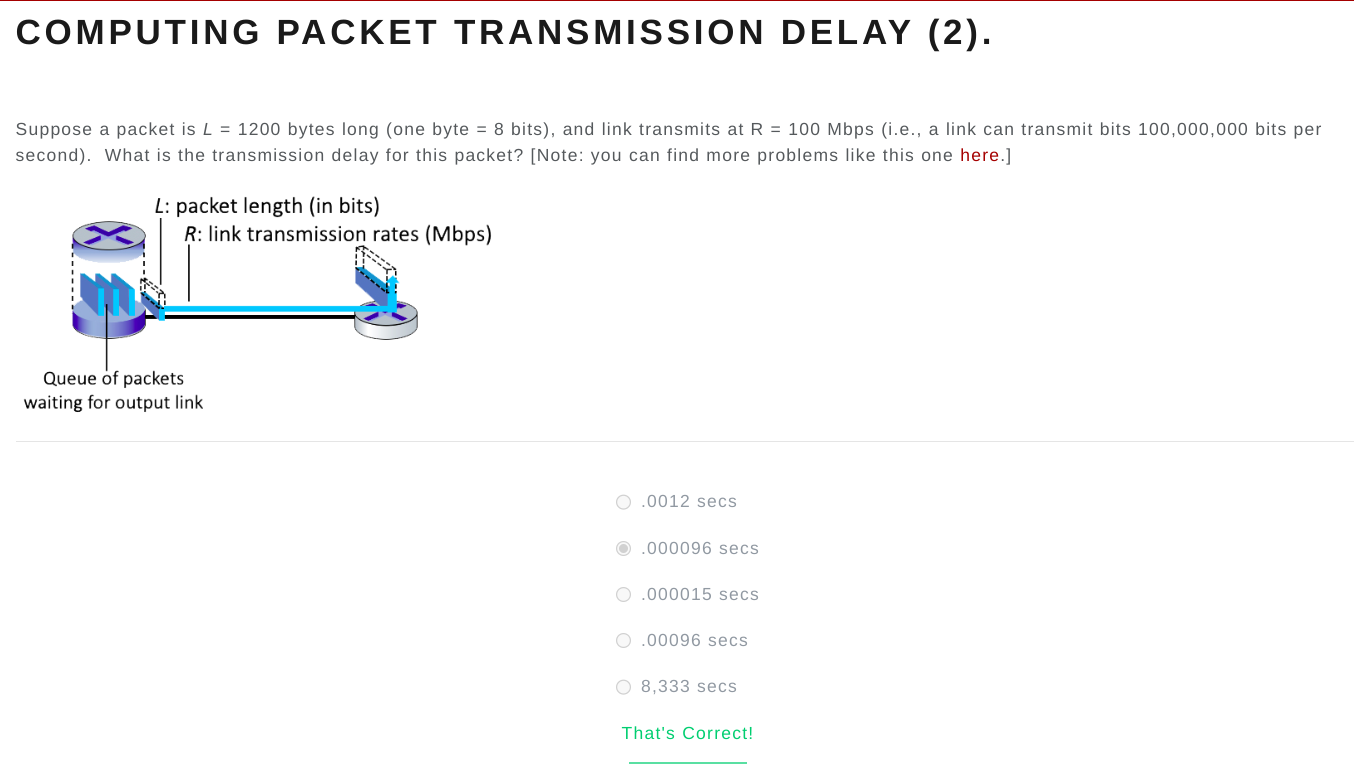 COMPUTING PACKET TRANSMISSION DELAY (2).
Suppose a packet is L = 1200 bytes long (one byte = 8 bits), and link transmits at R = 100 Mbps (i.e., a link can transmit bits 100,000,000 bits per
second).  What is the transmission delay for this packet? [Note: you can find more problems like this one here.]
L: packet length (in bits)
R: link transmission rates (Mbps)
Queue of packets
waiting for output link
.0012 secs
.000096 secs
.000015 secs
.00096 secs
8,333 secs
That's Correct!